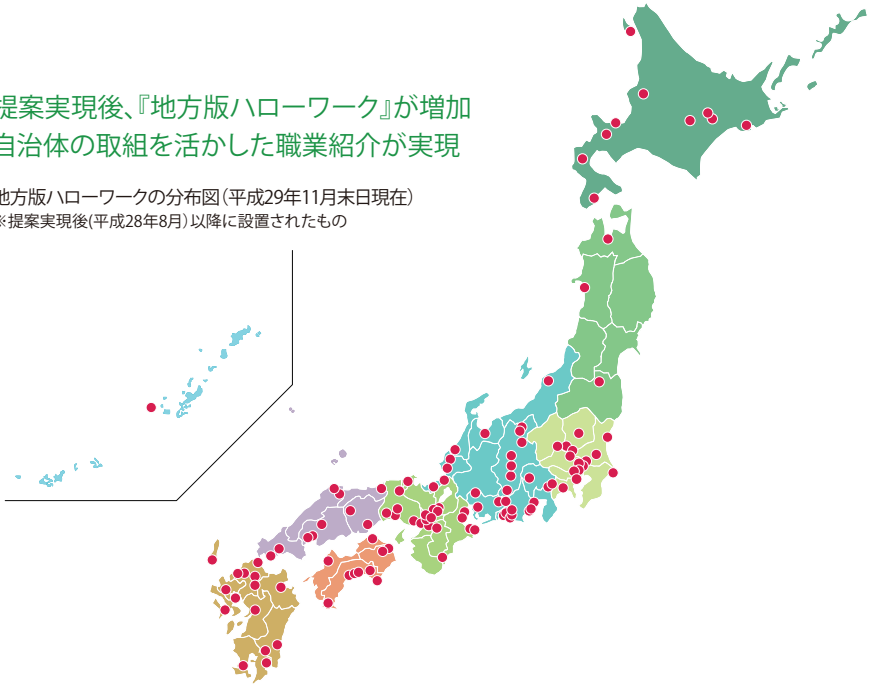 提案実現後、『地方版ハローワーク』が増加
自治体の取組を活かした職業紹介が実現
地方版ハローワークの分布図（平成29年11月末日現在）
※提案実現後(平成28年8月）以降に設置されたもの